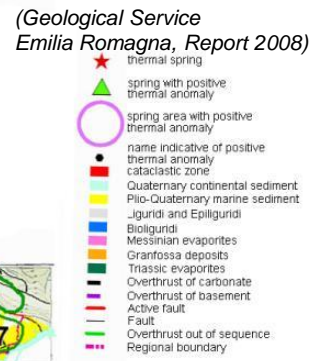 (Geological Service
Emilia Romagna, Report 2008)
thermal spring
spring with positive
thermal anomaly
spring area with positive
thermal anomaly
name indicative of positive
thermal anomaly
cataclastic zone
Quaternary continental sediment
Plio-Quaternary marine sediment
Liguridi and Epiliguridi
Bioliguridi
Messinian evaporites
Granfossa deposits
Triassic evaporites
Overthrust of carbonate
Overthrust of basement
Active fault
Fault
Overthrust out of sequence
Regional boundary
7